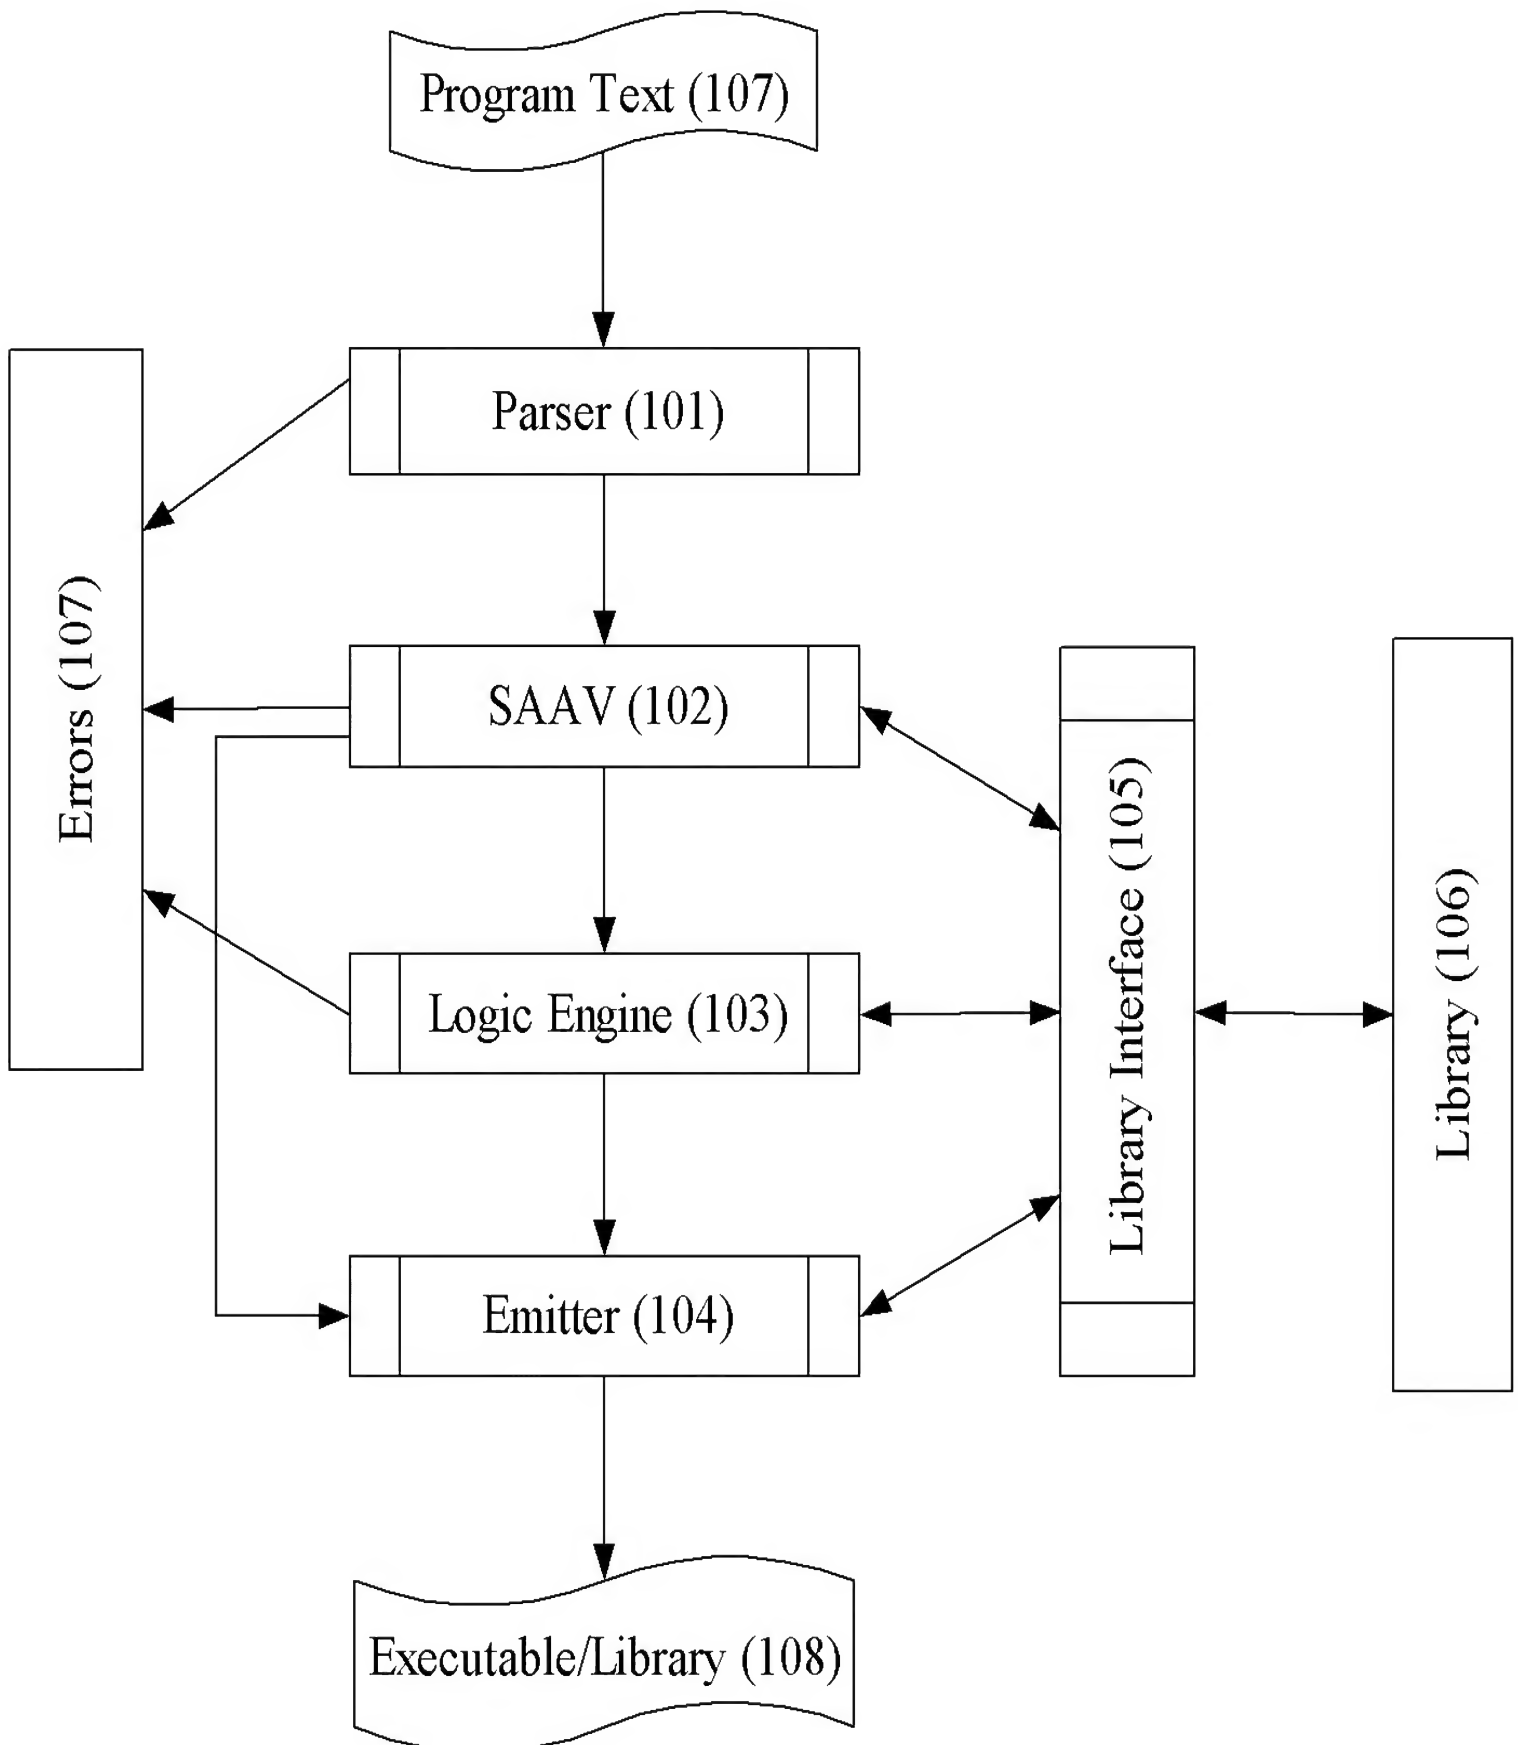 Program Text (107)
Parser (101)
Errors (107)
SAAV (102)
Library Interface (105)
Library (106)
Logic Engine (103)
Emitter (104)
Executable/Library (108)